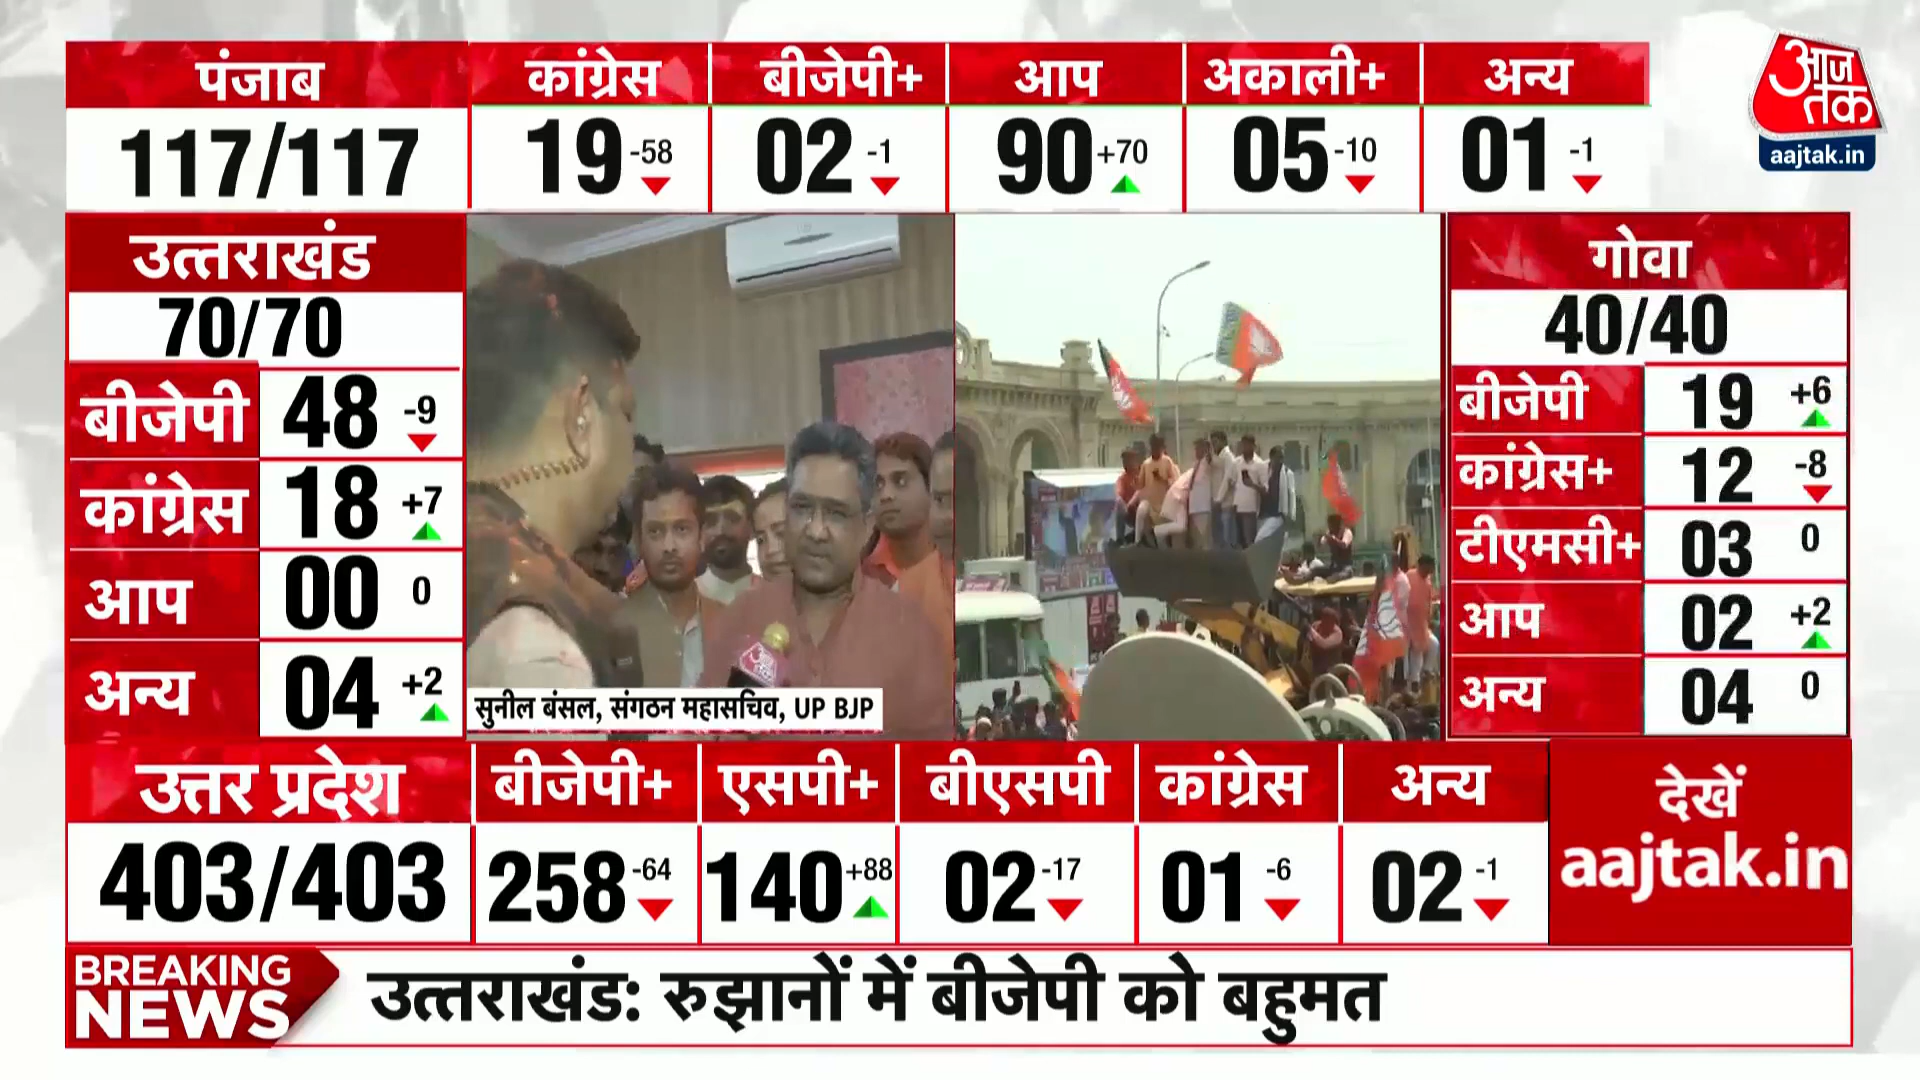 पंजाब
117/117
कांग्रेस
19 -58
बीजेपी+
02 -1
आप
90 +70
अकाली+
05 -10
अन्य
01 -1
आज
तक
aajtak.in
उत्तराखंड
70/70
बीजेपी 48 -9
कांग्रेस 18 +7
आप 00 0
अन्य 04 +2
आज
तक
सुनील बंसल, संगठन महासचिव, UP BJP
गोवा
40/40
बीजेपी 19 +6
कांग्रेस+ 12 -8
टीएमसी+ 03 0
आप 02 +2
अन्य 04 0
उत्तर प्रदेश
403/403
बीजेपी+
258 -64
एसपी+
140 +88
बीएसपी
02 -17
कांग्रेस
01 -6
अन्य
02 -1
देखें
aajtak.in
BREAKING
NEWS
उत्तराखंड: रुझानों में बीजेपी को बहुमत